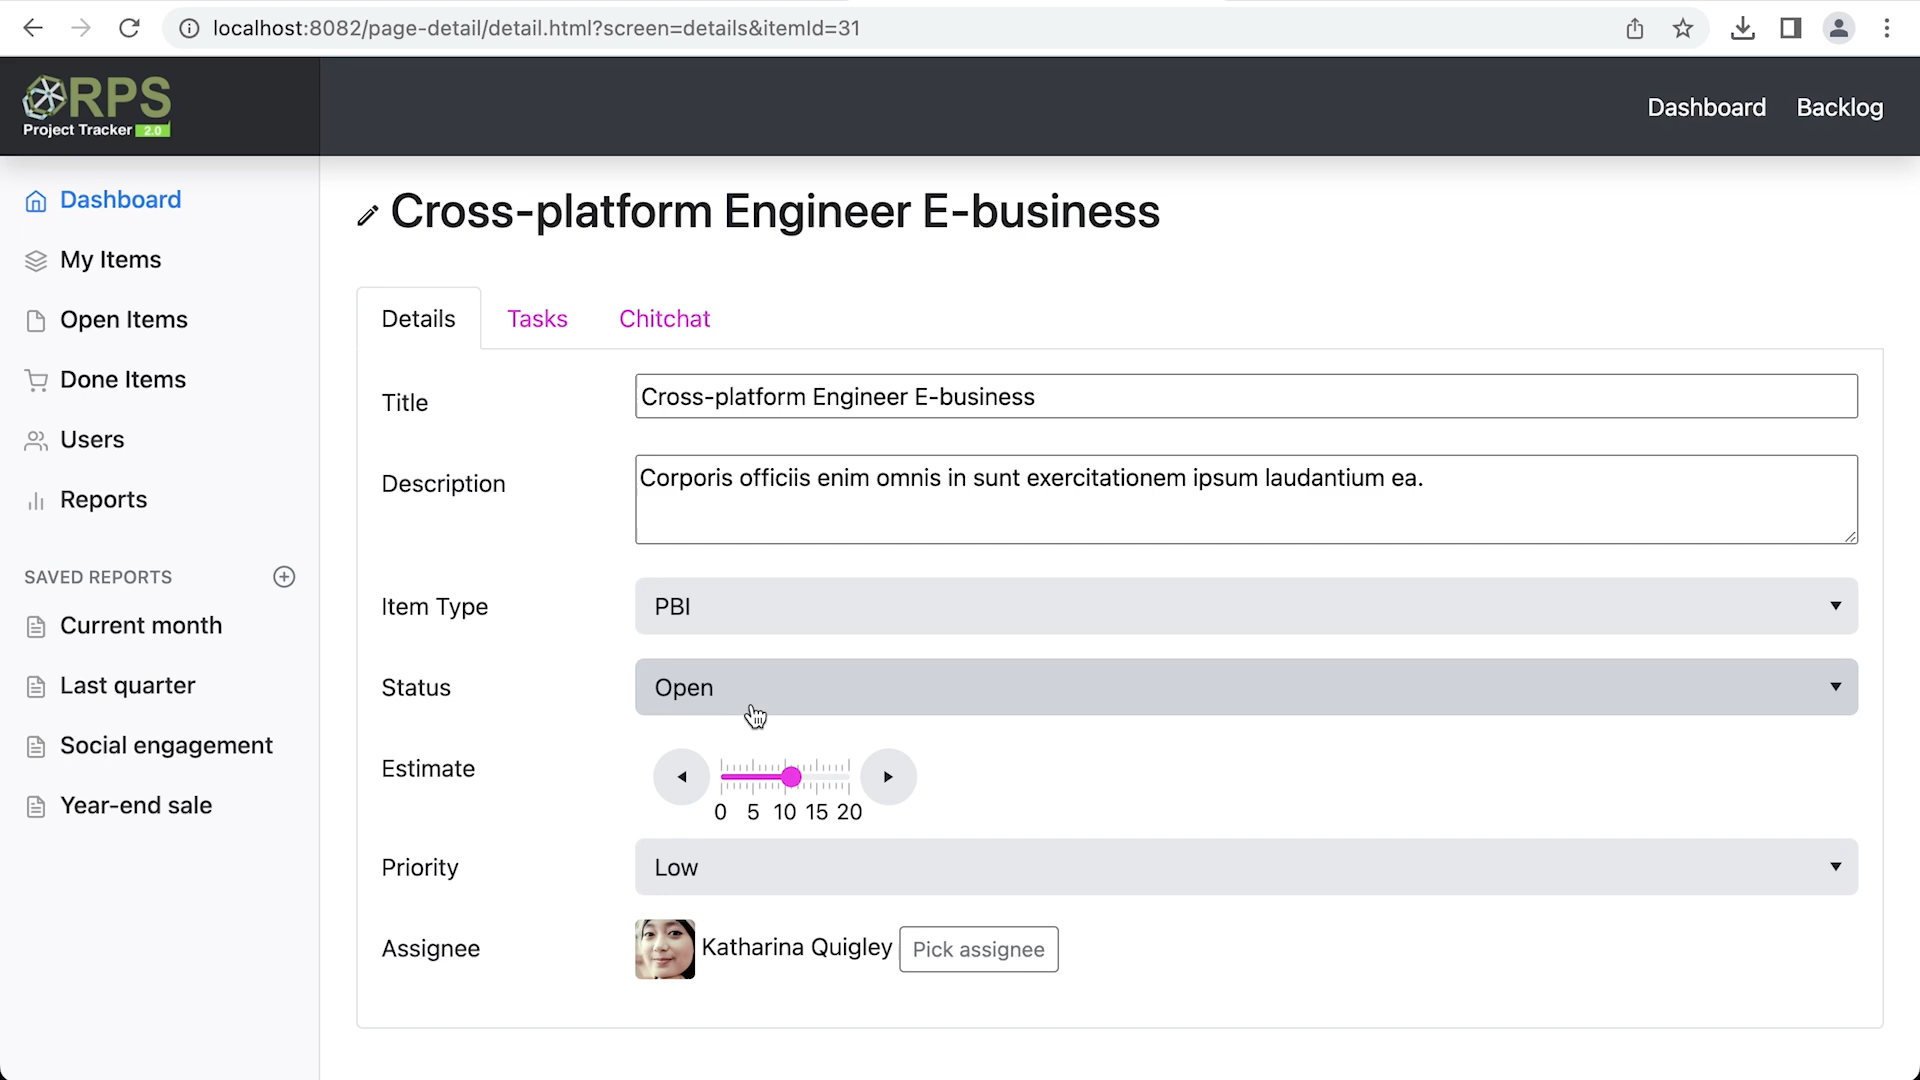 localhost:8082/page-detail/detail.html?screen=details&itemId=31
RPS
Project Tracker 2.0
Dashboard Backlog
Dashboard
My Items
Open Items
Done Items
Users
Reports
SAVED REPORTS
Current month
Last quarter
Social engagement
Year-end sale
Cross-platform Engineer E-business
Details Tasks Chitchat
Title Cross-platform Engineer E-business
Description Corporis officiis enim omnis in sunt exercitationem ipsum laudantium ea.
Item Type PBI
Status Open
Estimate
0 5 10 15 20
Priority Low
Assignee Katharina Quigley Pick assignee